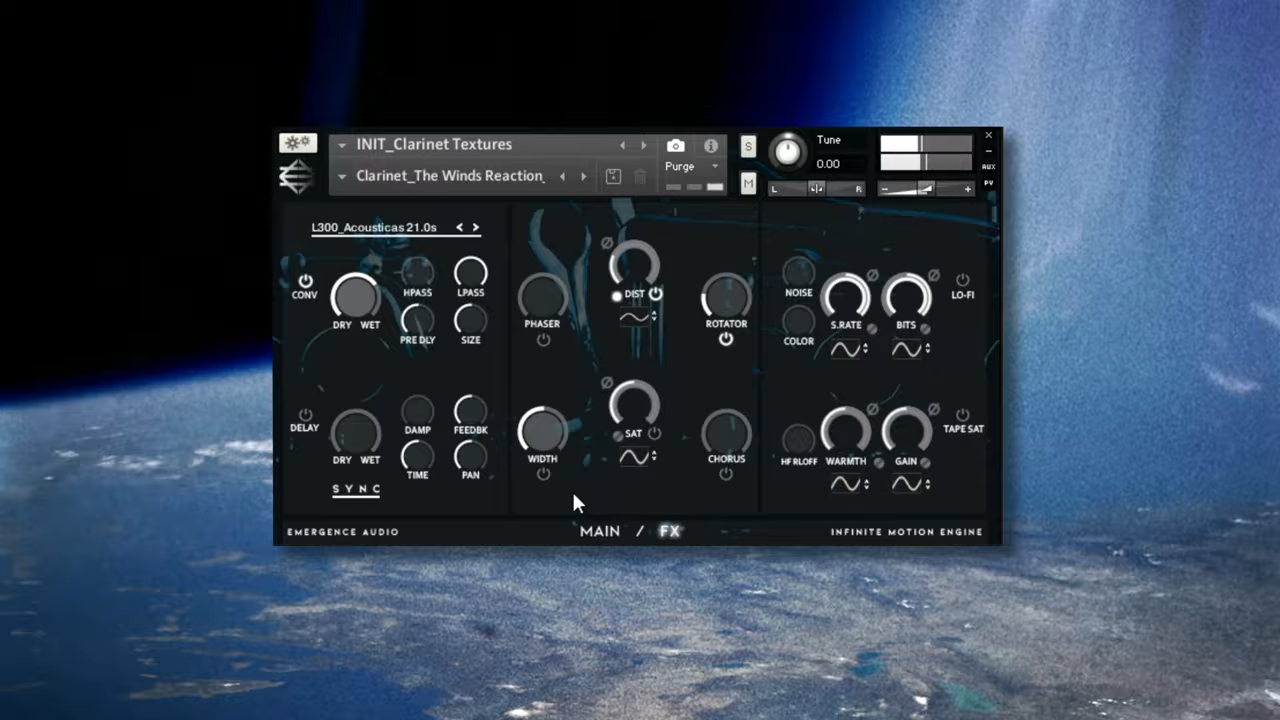 INIT_Clarinet Textures
Purge
S
Tune
Clarinet_The Winds Reaction
0.00
AUX
M
L R
PV
L300_Acousticas 21.0s
CONV
HPASS
LPASS
DIST
NOISE
LO-FI
DRY WET
PHASER
ROTATOR
S.RATE
BITS
PRE DLY
SIZE
COLOR
DELAY
DAMP
FEEDBK
SAT
TAPE SAT
DRY WET
WIDTH
CHORUS
HF RLOFF
WARMTH
GAIN
TIME
PAN
SYNC
EMERGENCE AUDIO
MAIN / FX
INFINITE MOTION ENGINE